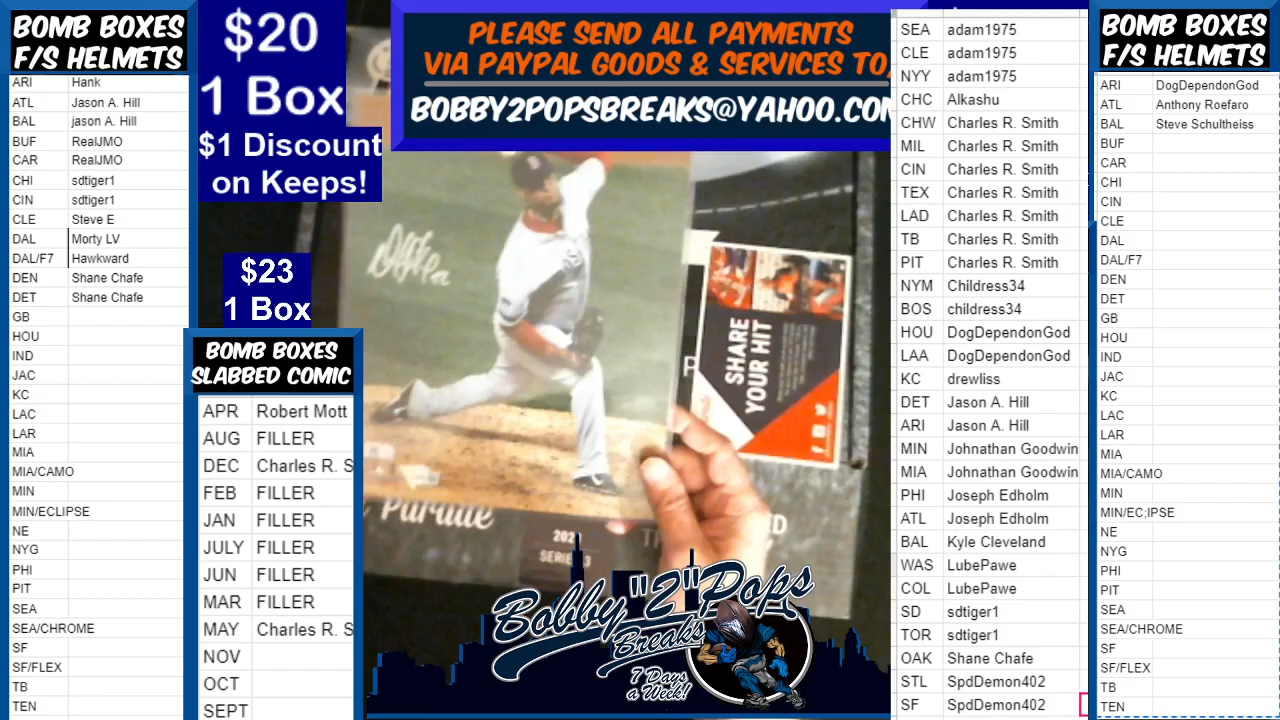 BOMB BOXES
F/S HELMETS
ARI Hank
ATL Jason A. Hill
BAL jason A. Hill
BUF RealJMO
CAR RealJMO
CHI sdtiger1
CIN sdtiger1
CLE Steve E
DAL Morty LV
DAL/F7 Hawkward
DEN Shane Chafe
DET Shane Chafe
GB
HOU
IND
JAC
KC
LAC
LAR
MIA
MIA/CAMO
MIN
MIN/ECLIPSE
NE
NYG
PHI
PIT
SEA
SEA/CHROME
SF
SF/FLEX
TB
TEN
$20
1 Box
$1 Discount
on Keeps!
$23
1 Box
BOMB BOXES
SLABBED COMIC
APR Robert Mott
AUG FILLER
DEC Charles R. S
FEB FILLER
JAN FILLER
JULY FILLER
JUN FILLER
MAR FILLER
MAY Charles R. S
NOV
OCT
SEPT
PLEASE SEND ALL PAYMENTS
VIA PAYPAL GOODS & SERVICES TO
BOBBY2POPSBREAKS@YAHOO.COM
SHARE
YOUR HIT
Bobby "2" Pops
Breaks
7 Days
a Week!
SEA adam1975
CLE adam1975
NYY adam1975
CHC Alkashu
CHW Charles R. Smith
MIL Charles R. Smith
CIN Charles R. Smith
TEX Charles R. Smith
LAD Charles R. Smith
TB Charles R. Smith
PIT Charles R. Smith
NYM Childress34
BOS childress34
HOU DogDependonGod
LAA DogDependonGod
KC drewliss
DET Jason A. Hill
ARI Jason A. Hill
MIN Johnathan Goodwin
MIA Johnathan Goodwin
PHI Joseph Edholm
ATL Joseph Edholm
BAL Kyle Cleveland
WAS LubePawe
COL LubePawe
SD sdtiger1
TOR sdtiger1
OAK Shane Chafe
STL SpdDemon402
SF SpdDemon402
BOMB BOXES
F/S HELMETS
ARI DogDependonGod
ATL Anthony Roefaro
BAL Steve Schultheiss
BUF
CAR
CHI
CIN
CLE
DAL
DAL/F7
DEN
DET
GB
HOU
IND
JAC
KC
LAC
LAR
MIA
MIA/CAMO
MIN
MIN/EC;IPSE
NE
NYG
PHI
PIT
SEA
SEA/CHROME
SF
SF/FLEX
TB
TEN